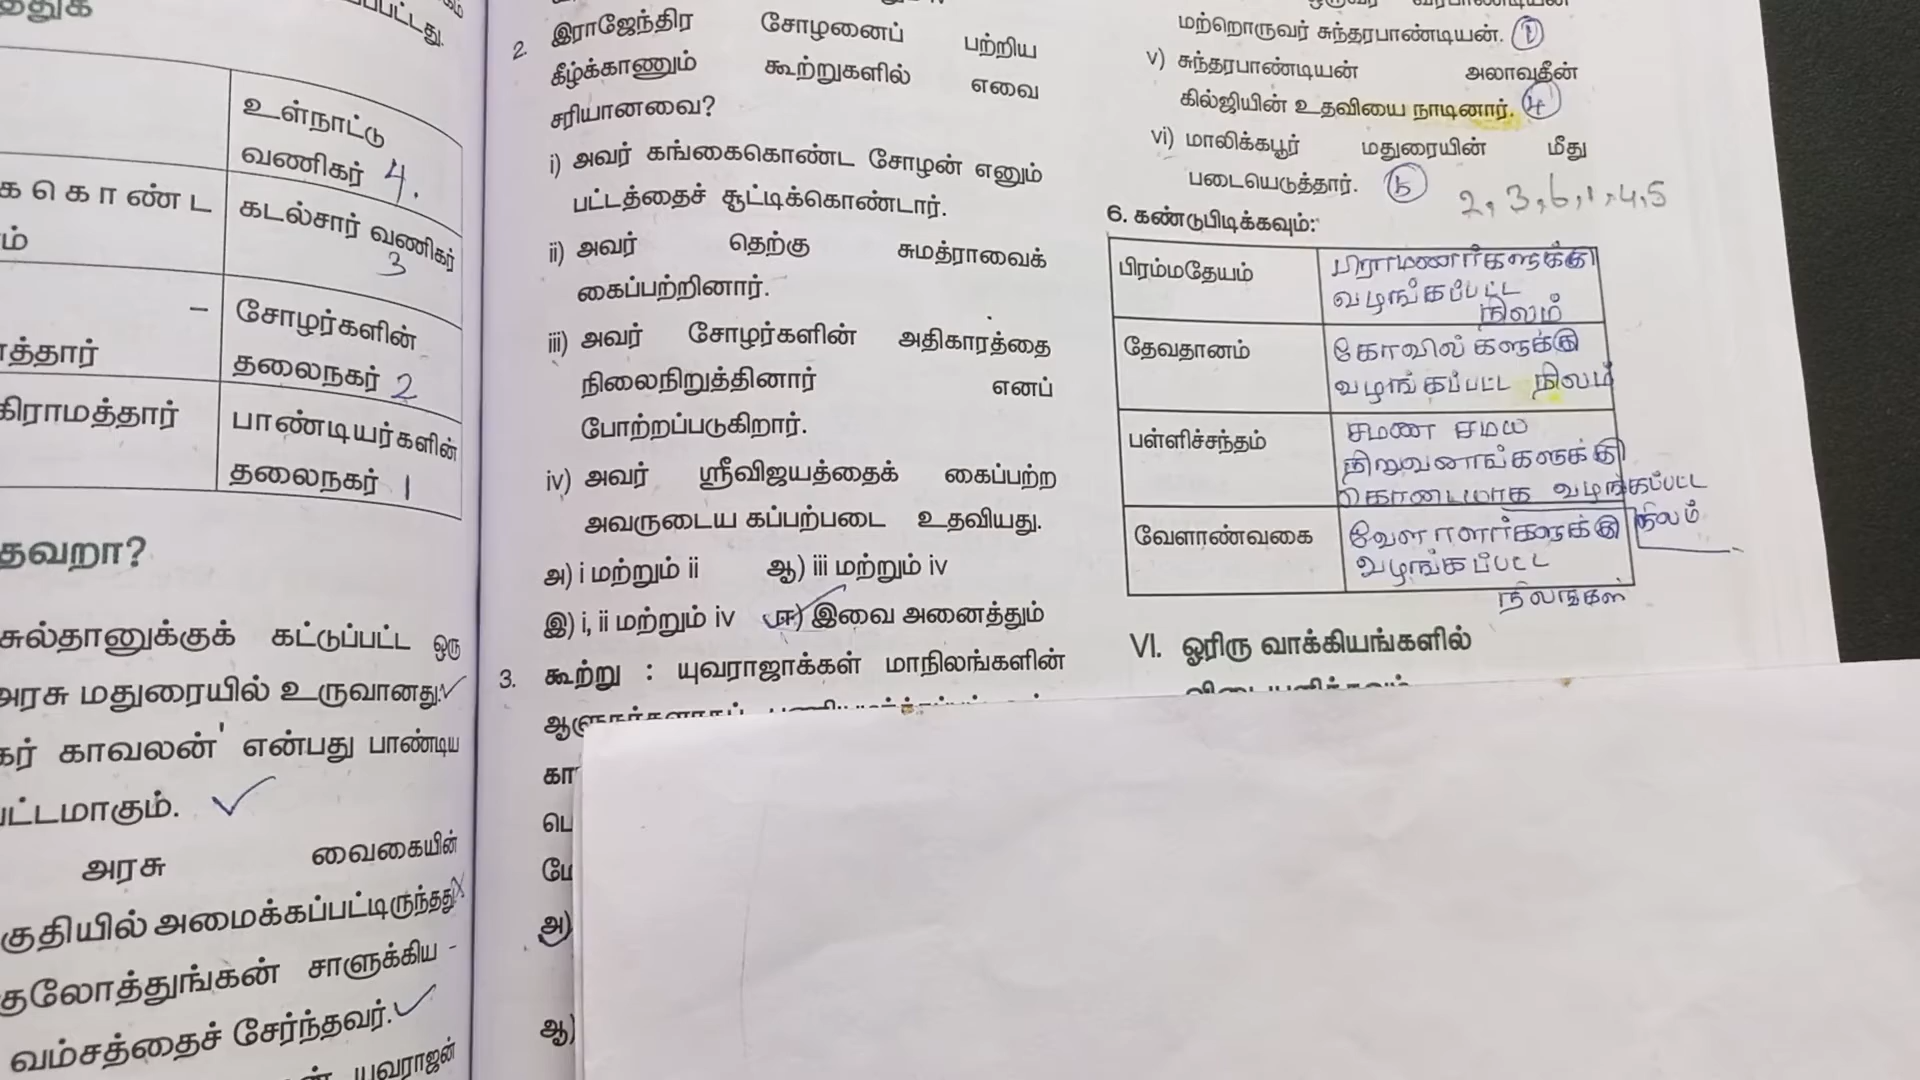 உள்நாட்டு
வணிகர் 4.
க கொண்ட
கடல்சார் வணிகர்
3
ம்
– சோழர்களின்
தலைநகர் 2
த்தார்
கிராமத்தார்
பாண்டியர்களின்
தலைநகர் 1
தவறா?
சுல்தானுக்குக் கட்டுப்பட்ட ஒரு
அரசு மதுரையில் உருவானது.
கர் காவலன்' என்பது பாண்டிய
பட்டமாகும்.
அரசு வைகையின்
குதியில் அமைக்கப்பட்டிருந்தது
குலோத்துங்கன் சாளுக்கிய -
வம்சத்தைச் சேர்ந்தவர்.
யுவராஜன்
2. இராஜேந்திர சோழனைப் பற்றிய
கீழ்க்காணும் கூற்றுகளில் எவை
சரியானவை?
i) அவர் கங்கைகொண்ட சோழன் எனும்
பட்டத்தைச் சூட்டிக்கொண்டார்.
ii) அவர் தெற்கு சுமத்ராவைக்
கைப்பற்றினார்.
iii) அவர் சோழர்களின் அதிகாரத்தை
நிலைநிறுத்தினார் எனப்
போற்றப்படுகிறார்.
iv) அவர் ஸ்ரீவிஜயத்தைக் கைப்பற்ற
அவருடைய கப்பற்படை உதவியது.
அ) i மற்றும் ii ஆ) iii மற்றும் iv
இ) i, ii மற்றும் iv ஈ) இவை அனைத்தும்
3. கூற்று : யுவராஜாக்கள் மாநிலங்களின்
கா
பெ
மே
அ)
ஆ)
மற்றொருவர் சுந்தரபாண்டியன். 1
v) சுந்தரபாண்டியன் அலாவுதீன்
கில்ஜியின் உதவியை நாடினார். 4
vi) மாலிக்கபூர் மதுரையின் மீது
படையெடுத்தார். 5
2, 3, 6, 1, 4, 5
6. கண்டுபிடிக்கவும்:
பிரம்மதேயம்
பிராமணர்களுக்கு
வழங்கப்பட்ட
நிலம்
தேவதானம்
கோவில் களுக்கு
வழங்கப்பட்ட நிலம்
பள்ளிச்சந்தம்
சமண சமய
நிறுவனங்களுக்கு
கொடையாக வழங்கப்பட்ட
நிலம்
வேளாண்வகை
வேளாளர்களுக்கு
வழங்கப்பட்ட
நிலங்கள்
VI. ஓரிரு வாக்கியங்களில்